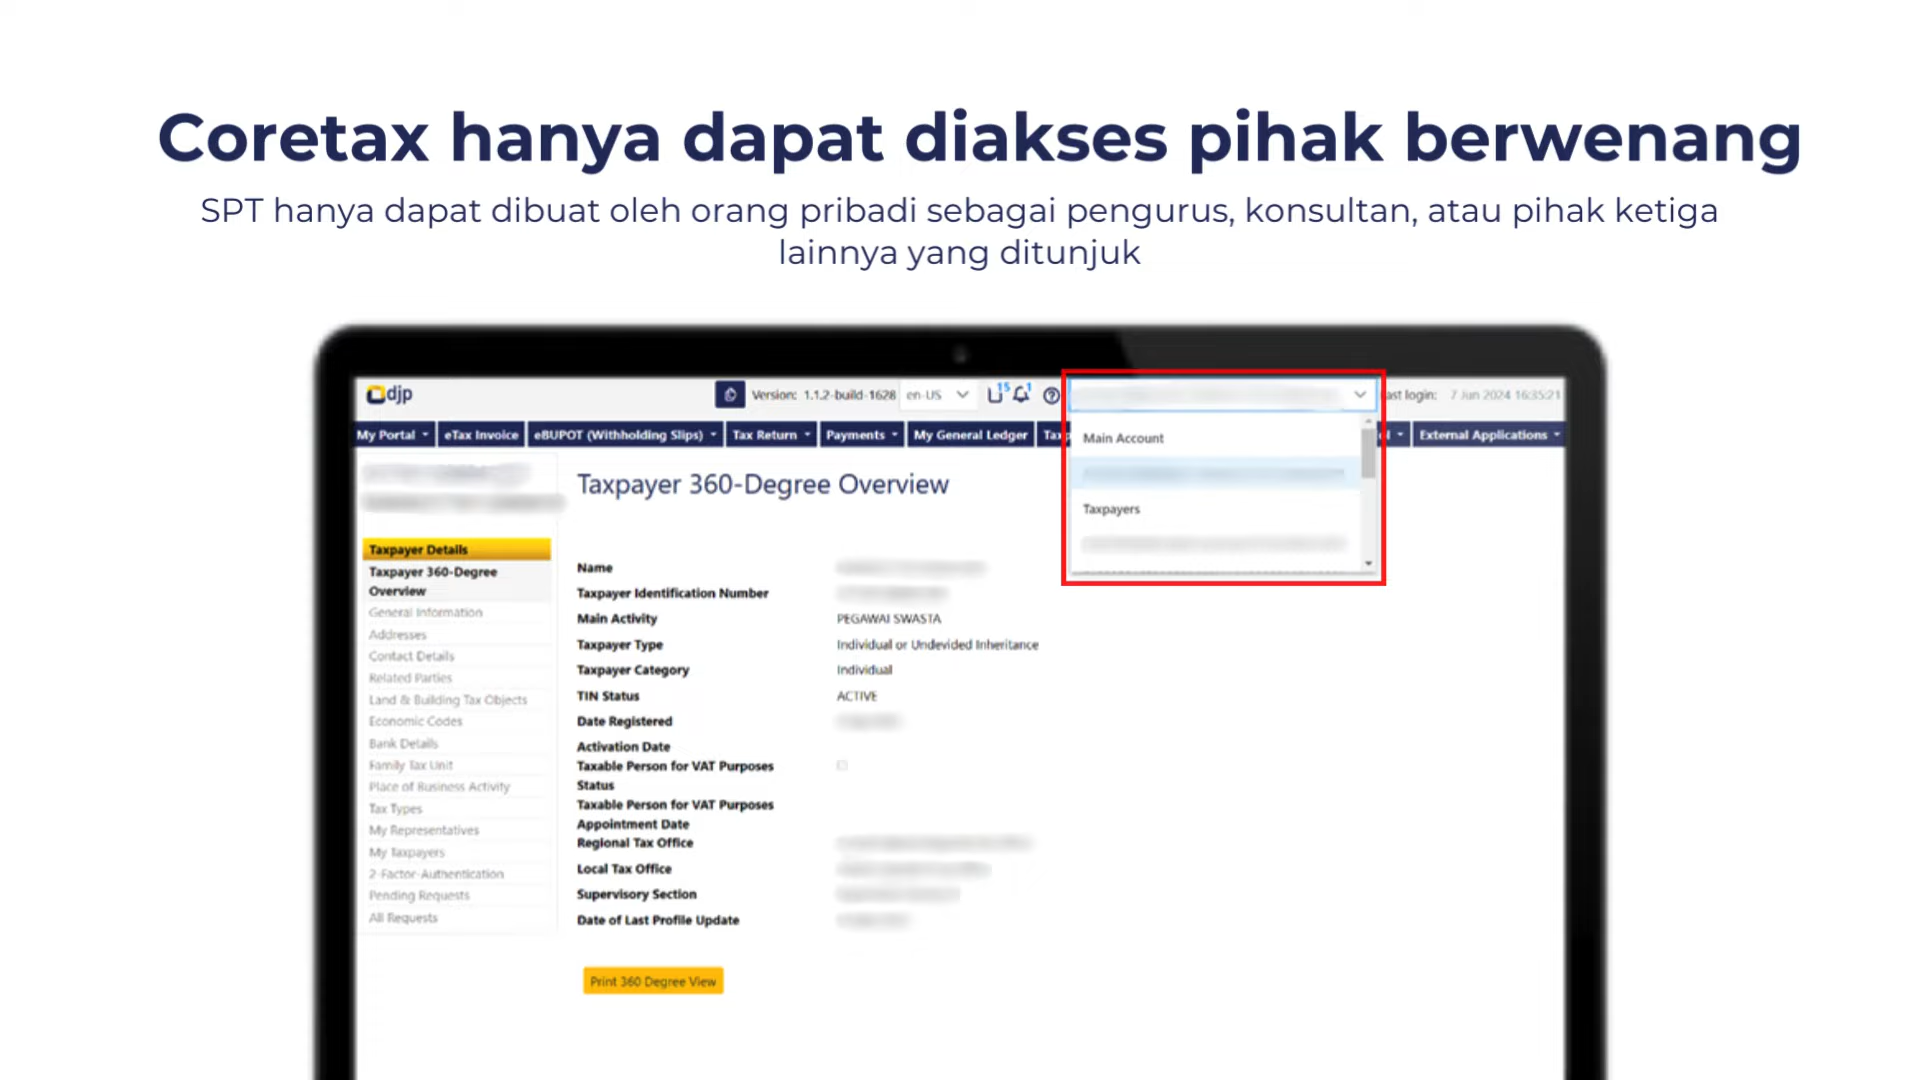 Coretax hanya dapat diakses pihak berwenang
SPT hanya dapat dibuat oleh orang pribadi sebagai pengurus, konsultan, atau pihak ketiga
lainnya yang ditunjuk
djp
Version: 1.1.2-build-1628
en-US
15
1
Last login: 7 Jun 2024 16:35:21
My Portal
eTax Invoice
eBUPOT (Withholding Slips)
Tax Return
Payments
My General Ledger
External Applications
Main Account
Taxpayers
Taxpayer 360-Degree Overview
Taxpayer Details
Taxpayer 360-Degree
Overview
General Information
Addresses
Contact Details
Related Parties
Land & Building Tax Objects
Economic Codes
Bank Details
Family Tax Unit
Place of Business Activity
Tax Types
My Representatives
My Taxpayers
2-Factor-Authentication
Pending Requests
All Requests
Name
Taxpayer Identification Number
Main Activity PEGAWAI SWASTA
Taxpayer Type Individual or Undevided Inheritance
Taxpayer Category Individual
TIN Status ACTIVE
Date Registered
Activation Date
Taxable Person for VAT Purposes
Status
Taxable Person for VAT Purposes
Appointment Date
Regional Tax Office
Local Tax Office
Supervisory Section
Date of Last Profile Update
Print 360 Degree View